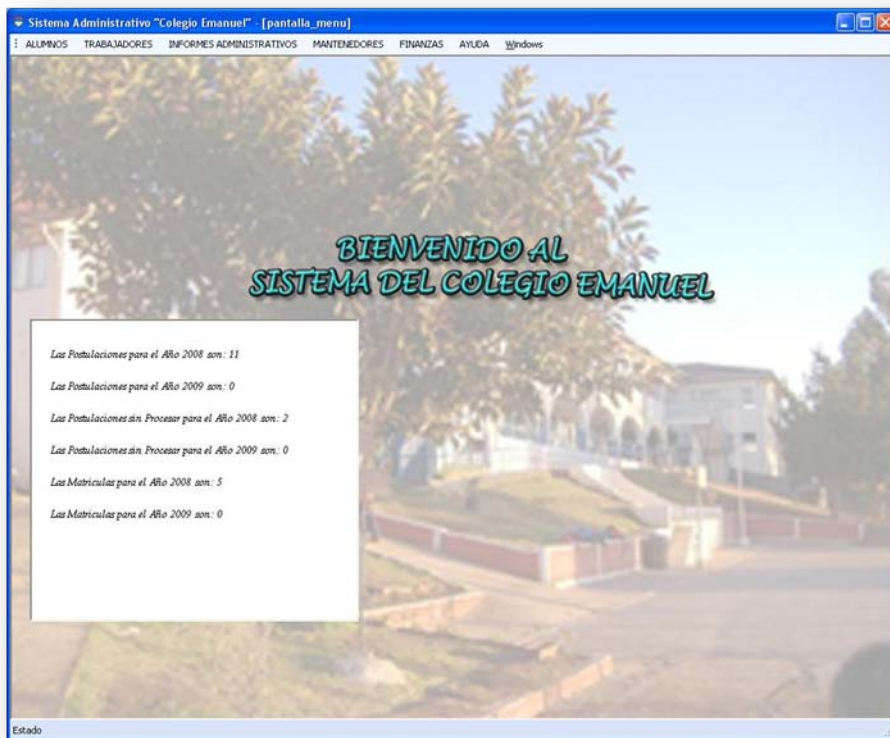 Sistema Administrativo "Colegio Emanuel" - [pantalla_menu]
ALUMNOS TRABAJADORES INFORMES ADMINISTRATIVOS MANTENEDORES FINANZAS AYUDA Windows
BIENVENIDO AL
SISTEMA DEL COLEGIO EMANUEL
Las Postulaciones para el Año 2008 son: 11
Las Postulaciones para el Año 2009 son: 0
Las Postulaciones sin Procesar para el Año 2008 son: 2
Las Postulaciones sin Procesar para el Año 2009 son: 0
Las Matriculas para el Año 2008 son: 5
Las Matriculas para el Año 2009 son: 0
Estado